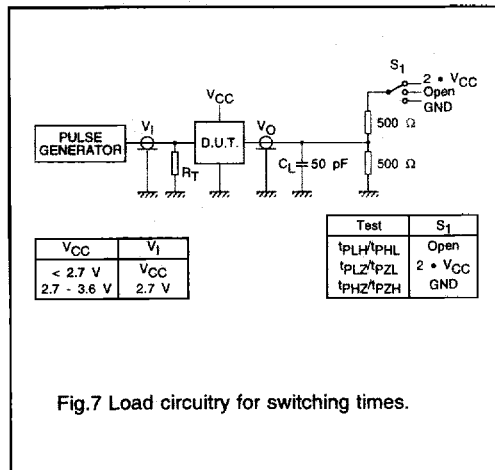 S1
2 • VCC
Open
GND
VCC
500 Ω
PULSE
GENERATOR
VI
D.U.T.
VO
RT
CL
50 pF
500 Ω
VCC VI
< 2.7 V VCC
2.7 - 3.6 V 2.7 V
Test S1
tPLH/tPHL Open
tPLZ/tPZL 2 • VCC
tPHZ/tPZH GND
Fig.7 Load circuitry for switching times.